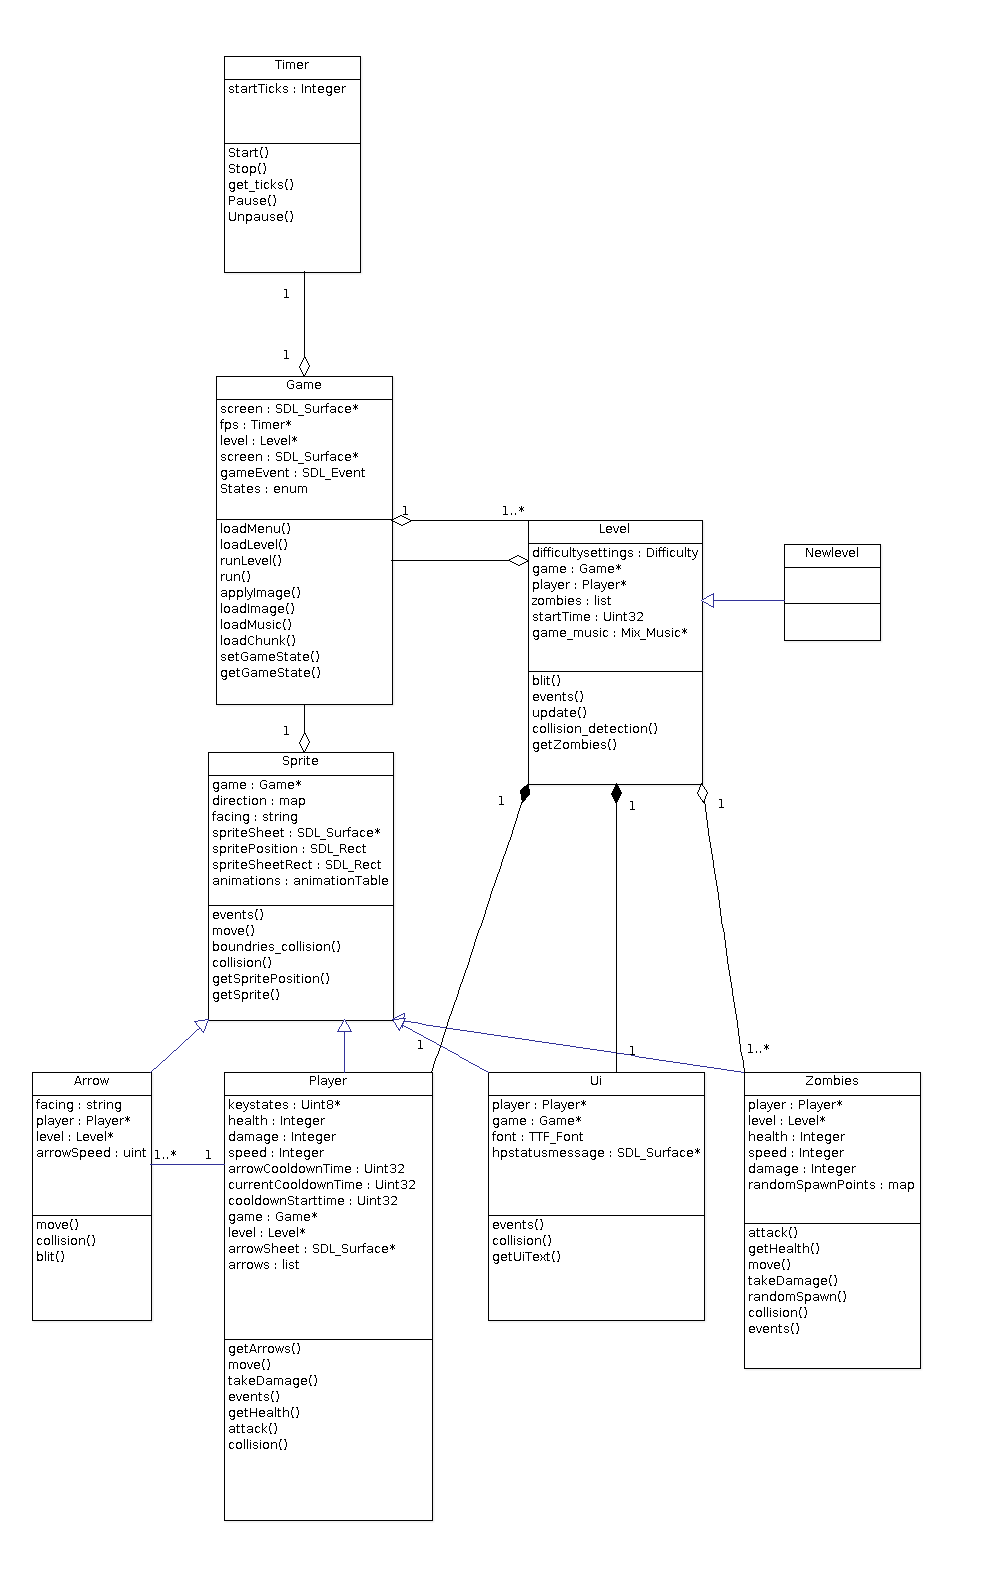 Timer
startTicks : Integer
Start()
Stop()
get_ticks()
Pause()
Unpause()
1
1
Game
screen : SDL_Surface*
fps : Timer*
level : Level*
screen : SDL_Surface*
gameEvent : SDL_Event
States : enum
loadMenu()
loadLevel()
runLevel()
run()
applyImage()
loadImage()
loadMusic()
loadChunk()
setGameState()
getGameState()
1
1..*
Level
difficultysettings : Difficulty
game : Game*
player : Player*
zombies : list
startTime : Uint32
game_music : Mix_Music*
blit()
events()
update()
collision_detection()
getZombies()
Newlevel
1
Sprite
game : Game*
direction : map
facing : string
spriteSheet : SDL_Surface*
spritePosition : SDL_Rect
spriteSheetRect : SDL_Rect
animations : animationTable
events()
move()
boundries_collision()
collision()
getSpritePosition()
getSprite()
1
1
1
1
1
1..*
Arrow
facing : string
player : Player*
level : Level*
arrowSpeed : uint
move()
collision()
blit()
1..*
1
Player
keystates : Uint8*
health : Integer
damage : Integer
speed : Integer
arrowCooldownTime : Uint32
currentCooldownTime : Uint32
cooldownStarttime : Uint32
game : Game*
level : Level*
arrowSheet : SDL_Surface*
arrows : list
getArrows()
move()
takeDamage()
events()
getHealth()
attack()
collision()
Ui
player : Player*
game : Game*
font : TTF_Font
hpstatusmessage : SDL_Surface*
events()
collision()
getUiText()
Zombies
player : Player*
level : Level*
health : Integer
speed : Integer
damage : Integer
randomSpawnPoints : map
attack()
getHealth()
move()
takeDamage()
randomSpawn()
collision()
events()